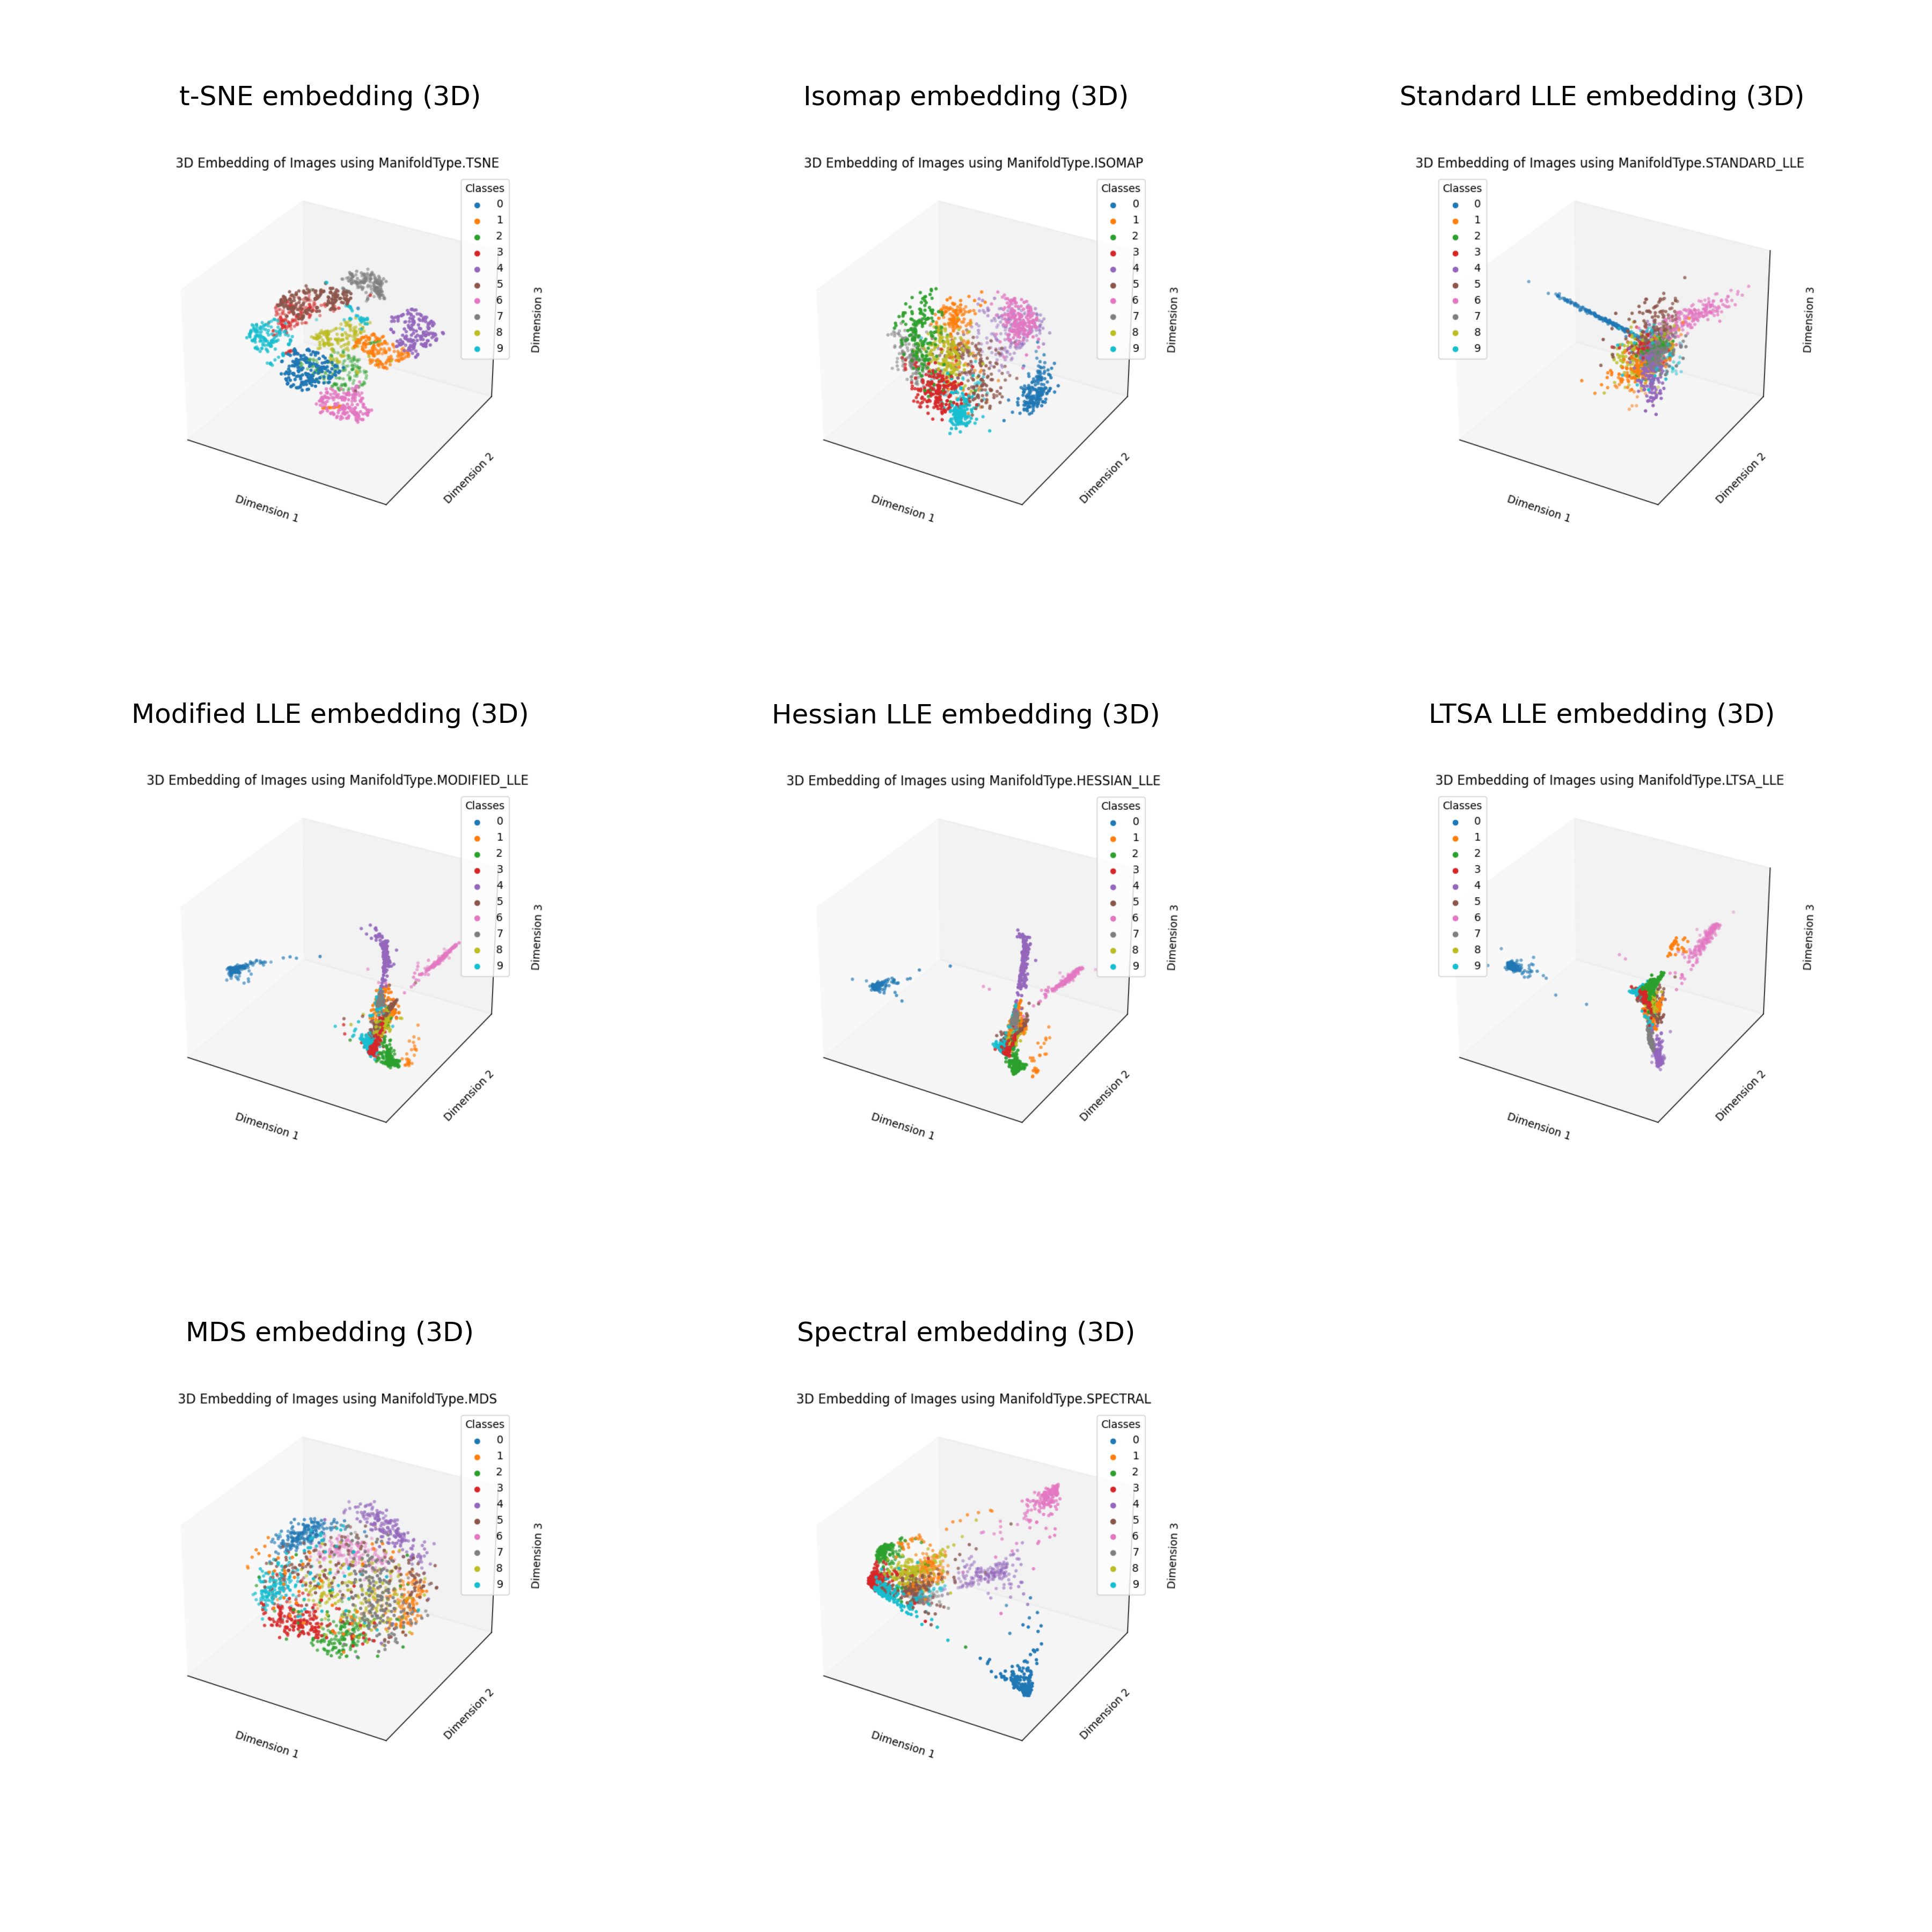 t-SNE embedding (3D)
3D Embedding of Images using ManifoldType.TSNE
Classes
0
1
2
3
4
5
6
7
8
9
Dimension 3
Dimension 2
Dimension 1
Isomap embedding (3D)
3D Embedding of Images using ManifoldType.ISOMAP
Classes
0
1
2
3
4
5
6
7
8
9
Dimension 3
Dimension 2
Dimension 1
Standard LLE embedding (3D)
3D Embedding of Images using ManifoldType.STANDARD_LLE
Classes
0
1
2
3
4
5
6
7
8
9
Dimension 3
Dimension 2
Dimension 1
Modified LLE embedding (3D)
3D Embedding of Images using ManifoldType.MODIFIED_LLE
Classes
0
1
2
3
4
5
6
7
8
9
Dimension 3
Dimension 2
Dimension 1
Hessian LLE embedding (3D)
3D Embedding of Images using ManifoldType.HESSIAN_LLE
Classes
0
1
2
3
4
5
6
7
8
9
Dimension 3
Dimension 2
Dimension 1
LTSA LLE embedding (3D)
3D Embedding of Images using ManifoldType.LTSA_LLE
Classes
0
1
2
3
4
5
6
7
8
9
Dimension 3
Dimension 2
Dimension 1
MDS embedding (3D)
3D Embedding of Images using ManifoldType.MDS
Classes
0
1
2
3
4
5
6
7
8
9
Dimension 3
Dimension 2
Dimension 1
Spectral embedding (3D)
3D Embedding of Images using ManifoldType.SPECTRAL
Classes
0
1
2
3
4
5
6
7
8
9
Dimension 3
Dimension 2
Dimension 1